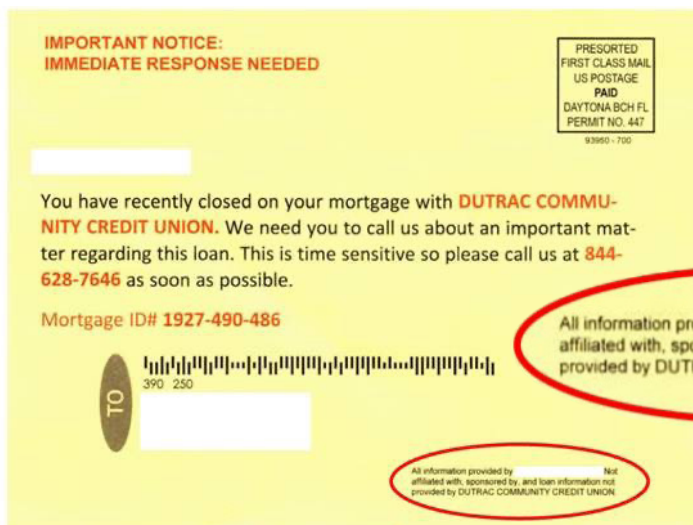 IMPORTANT NOTICE:
IMMEDIATE RESPONSE NEEDED
PRESORTED
FIRST CLASS MAIL
US POSTAGE
PAID
DAYTONA BCH FL
PERMIT NO. 447
93950 - 700
You have recently closed on your mortgage with DUTRAC COMMU-
NITY CREDIT UNION. We need you to call us about an important mat-
ter regarding this loan. This is time sensitive so please call us at 844-
628-7646 as soon as possible.
Mortgage ID# 1927-490-486
All information pro
affiliated with, spo
provided by DUT
390 250
TO
All information provided by Not
affiliated with, sponsored by, and loan information not
provided by DUTRAC COMMUNITY CREDIT UNION